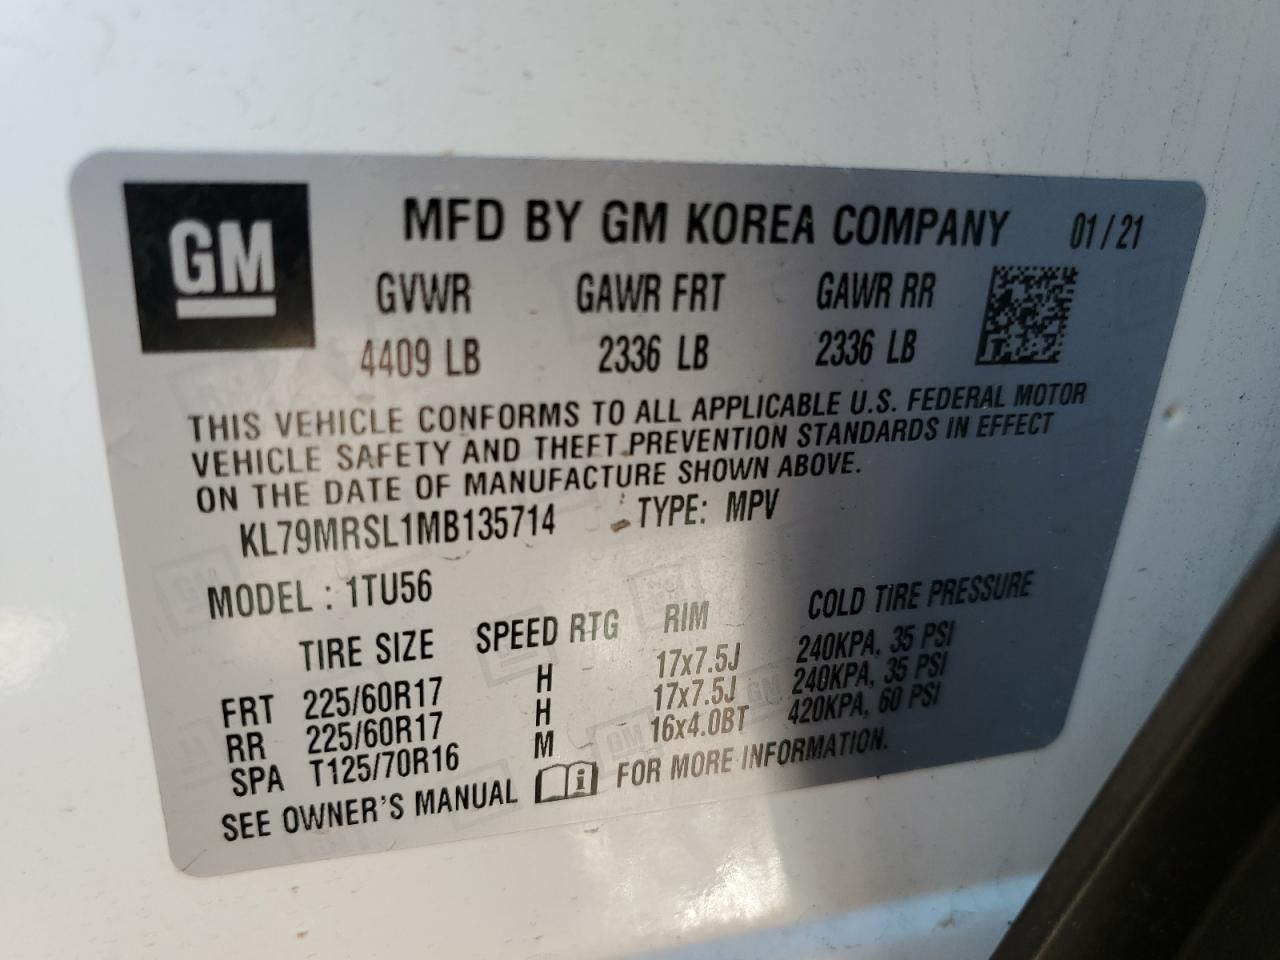 GM
MFD BY GM KOREA COMPANY 01/21
GVWR GAWR FRT GAWR RR
4409 LB 2336 LB 2336 LB
THIS VEHICLE CONFORMS TO ALL APPLICABLE U.S. FEDERAL MOTOR
VEHICLE SAFETY AND THEFT PREVENTION STANDARDS IN EFFECT
ON THE DATE OF MANUFACTURE SHOWN ABOVE.
KL79MRSL1MB135714 TYPE: MPV
MODEL : 1TU56
TIRE SIZE SPEED RTG RIM COLD TIRE PRESSURE
FRT 225/60R17 H 17x7.5J 240KPA, 35 PSI
RR 225/60R17 H 17x7.5J 240KPA, 35 PSI
SPA T125/70R16 M 16x4.0BT 420KPA, 60 PSI
SEE OWNER'S MANUAL i FOR MORE INFORMATION.